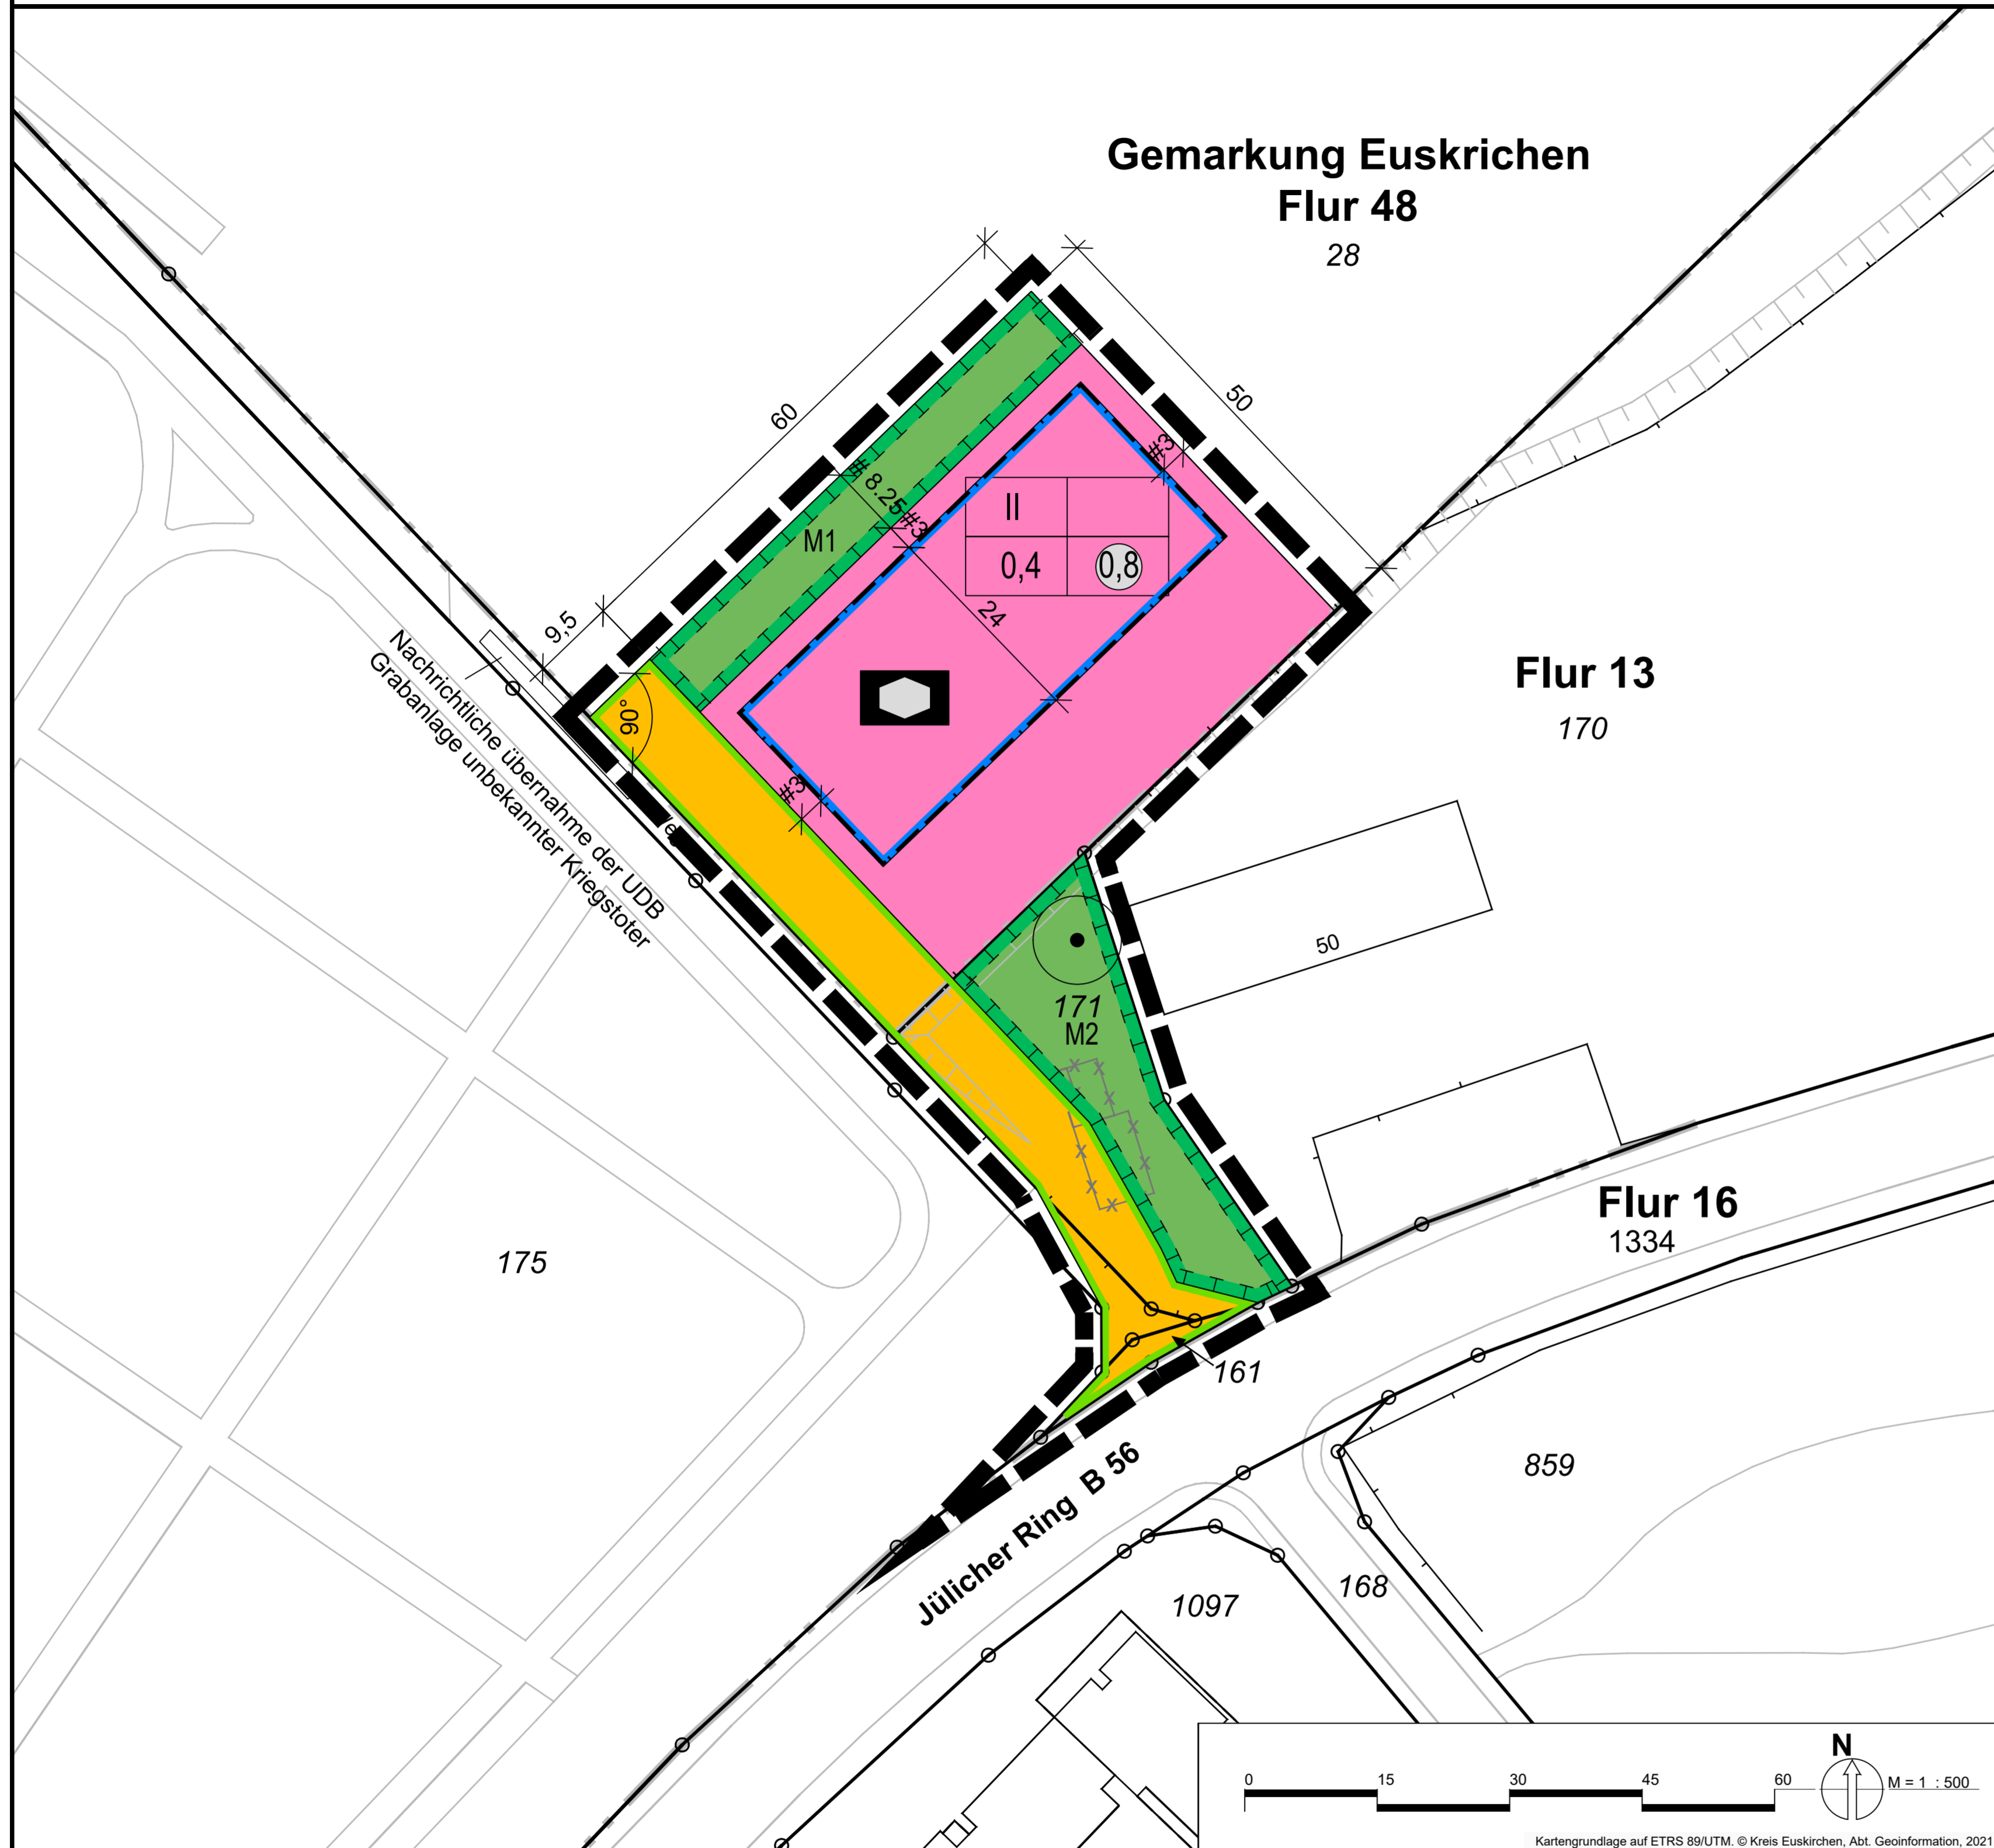 Gemarkung Euskrichen
Flur 48
28
60
50
9,5
# 8.25
#3
#3
M1
II
0,4
0,8
24
90°
#3
Nachrichtliche übernahme der UDB
Grabanlage unbekannter Kriegstoter
Flur 13
170
50
171
M2
Flur 16
1334
175
161
Jülicher Ring B 56
859
168
1097
0
15
30
45
60
N
M = 1 : 500
Kartengrundlage auf ETRS 89/UTM. © Kreis Euskirchen, Abt. Geoinformation, 2021